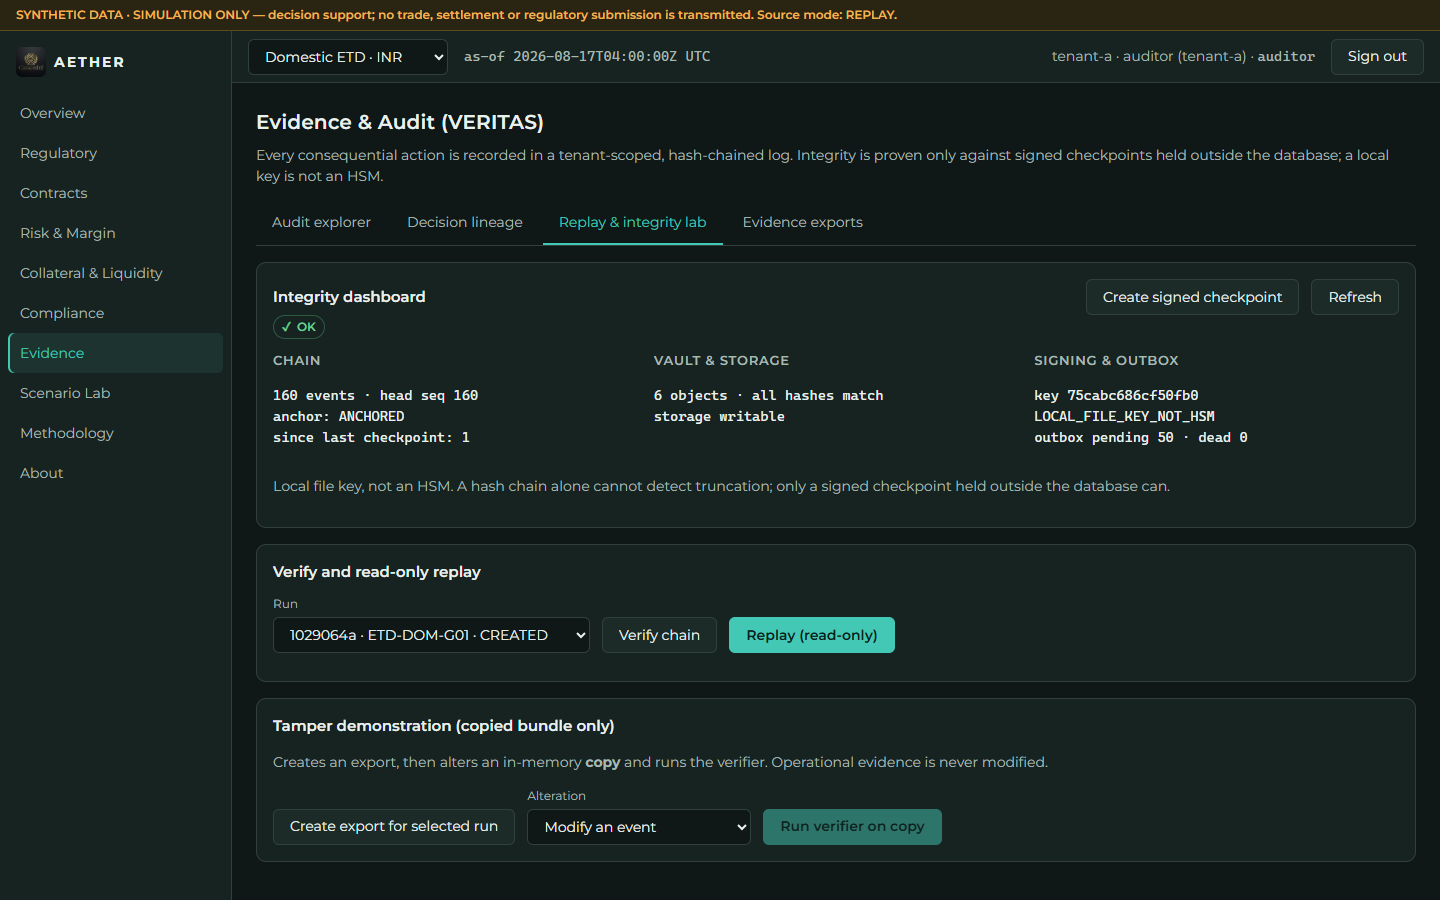 SYNTHETIC DATA · SIMULATION ONLY — decision support; no trade, settlement or regulatory submission is transmitted. Source mode: REPLAY.
AETHER
Domestic ETD · INR
as-of 2026-08-17T04:00:00Z UTC
tenant-a · auditor (tenant-a) · auditor
Sign out
Overview
Regulatory
Contracts
Risk & Margin
Collateral & Liquidity
Compliance
Evidence
Scenario Lab
Methodology
About
Evidence & Audit (VERITAS)
Every consequential action is recorded in a tenant-scoped, hash-chained log. Integrity is proven only against signed checkpoints held outside the database; a local
key is not an HSM.
Audit explorer
Decision lineage
Replay & integrity lab
Evidence exports
Integrity dashboard
Create signed checkpoint
Refresh
✓ OK
CHAIN
160 events · head seq 160
anchor: ANCHORED
since last checkpoint: 1
VAULT & STORAGE
6 objects · all hashes match
storage writable
SIGNING & OUTBOX
key 75cabc686cf50fb0
LOCAL_FILE_KEY_NOT_HSM
outbox pending 50 · dead 0
Local file key, not an HSM. A hash chain alone cannot detect truncation; only a signed checkpoint held outside the database can.
Verify and read-only replay
Run
1029064a · ETD-DOM-G01 · CREATED
Verify chain
Replay (read-only)
Tamper demonstration (copied bundle only)
Creates an export, then alters an in-memory copy and runs the verifier. Operational evidence is never modified.
Alteration
Create export for selected run
Modify an event
Run verifier on copy